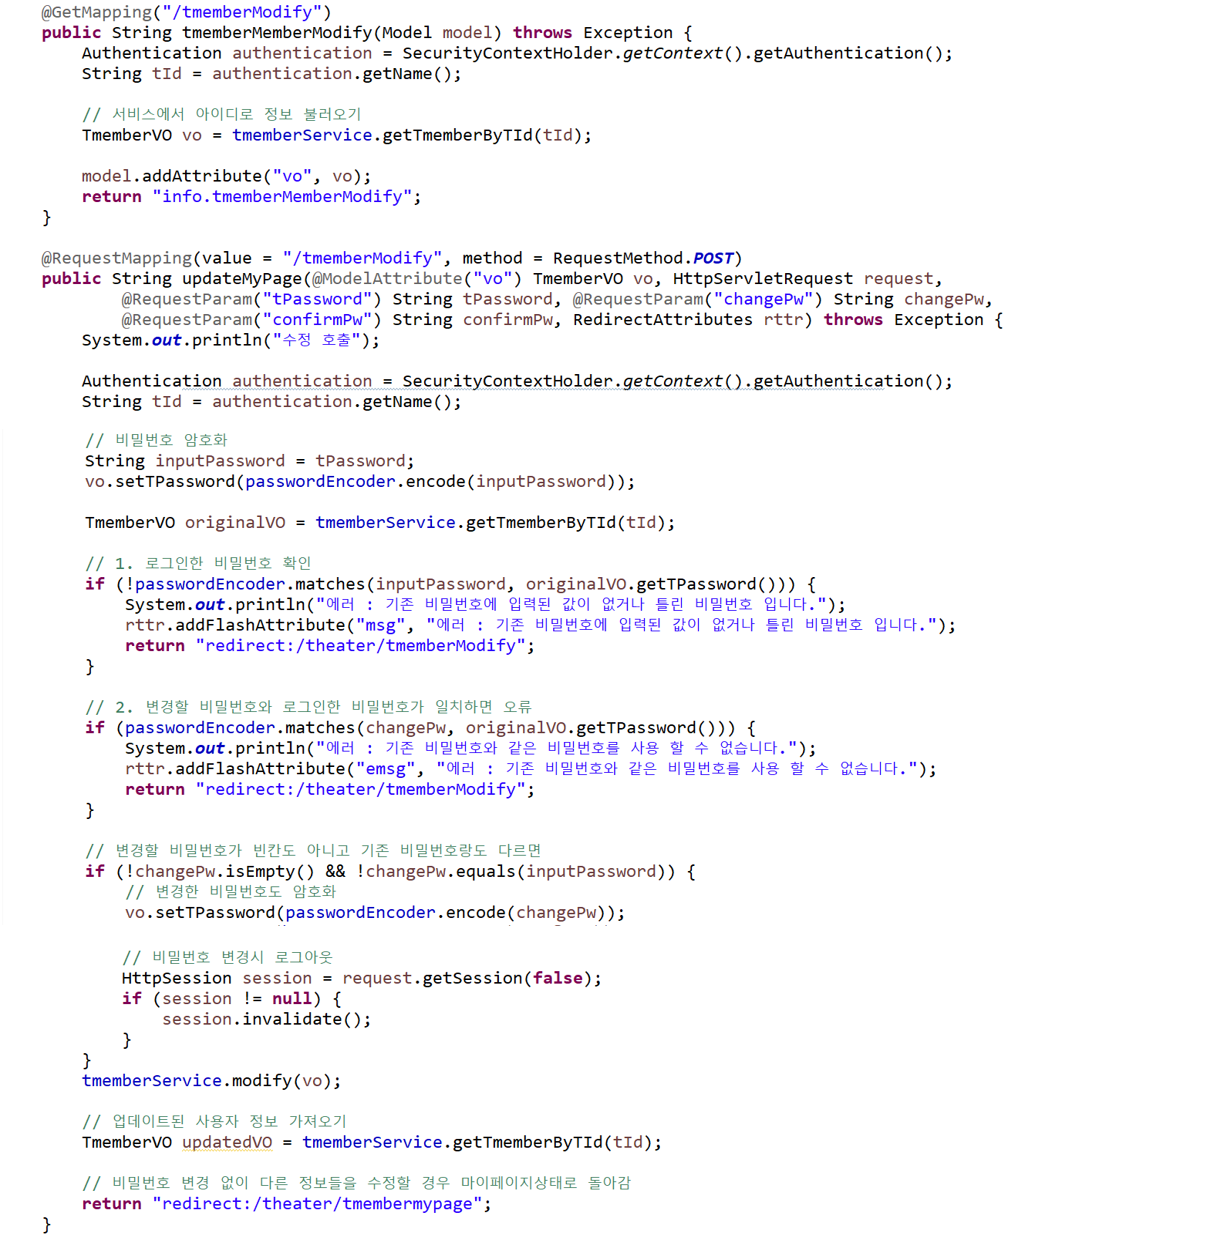 @GetMapping("/tmemberModify")
public String tmemberMemberModify(Model model) throws Exception {
Authentication authentication = SecurityContextHolder.getContext().getAuthentication();
String tId = authentication.getName();
// 서비스에서 아이디로 정보 불러오기
TmemberVO vo = tmemberService.getTmemberByTId(tId);
model.addAttribute("vo", vo);
return "info.tmemberMemberModify";
}
@RequestMapping(value = "/tmemberModify", method = RequestMethod.POST)
public String updateMyPage(@ModelAttribute("vo") TmemberVO vo, HttpServletRequest request,
@RequestParam("tPassword") String tPassword, @RequestParam("changePw") String changePw,
@RequestParam("confirmPw") String confirmPw, RedirectAttributes rttr) throws Exception {
System.out.println("수정 호출");
Authentication authentication = SecurityContextHolder.getContext().getAuthentication();
String tId = authentication.getName();
// 비밀번호 암호화
String inputPassword = tPassword;
vo.setTPassword(passwordEncoder.encode(inputPassword));
TmemberVO originalVO = tmemberService.getTmemberByTId(tId);
// 1. 로그인한 비밀번호 확인
if (!passwordEncoder.matches(inputPassword, originalVO.getTPassword())) {
System.out.println("에러 : 기존 비밀번호에 입력된 값이 없거나 틀린 비밀번호 입니다.");
rttr.addFlashAttribute("msg", "에러 : 기존 비밀번호에 입력된 값이 없거나 틀린 비밀번호 입니다.");
return "redirect:/theater/tmemberModify";
}
// 2. 변경할 비밀번호와 로그인한 비밀번호가 일치하면 오류
if (passwordEncoder.matches(changePw, originalVO.getTPassword())) {
System.out.println("에러 : 기존 비밀번호와 같은 비밀번호를 사용 할 수 없습니다.");
rttr.addFlashAttribute("emsg", "에러 : 기존 비밀번호와 같은 비밀번호를 사용 할 수 없습니다.");
return "redirect:/theater/tmemberModify";
}
// 변경할 비밀번호가 빈칸도 아니고 기존 비밀번호랑도 다르면
if (!changePw.isEmpty() && !changePw.equals(inputPassword)) {
// 변경한 비밀번호도 암호화
vo.setTPassword(passwordEncoder.encode(changePw));
// 비밀번호 변경시 로그아웃
HttpSession session = request.getSession(false);
if (session != null) {
session.invalidate();
}
}
tmemberService.modify(vo);
// 업데이트된 사용자 정보 가져오기
TmemberVO updatedVO = tmemberService.getTmemberByTId(tId);
// 비밀번호 변경 없이 다른 정보들을 수정할 경우 마이페이지상태로 돌아감
return "redirect:/theater/tmembermypage";
}